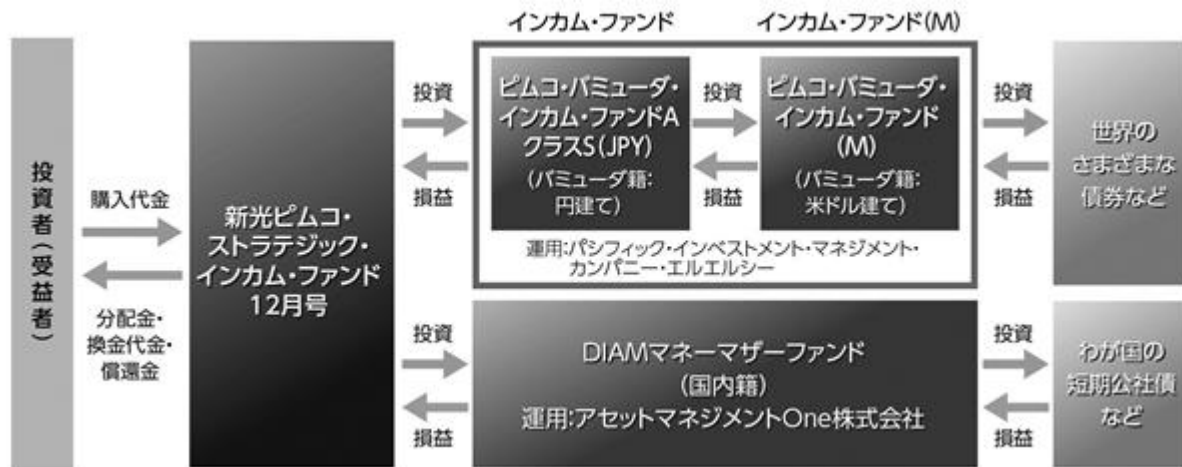 インカム・ファンド
インカム・ファンド(M)
投資者(受益者)
購入代金
分配金・
換金代金・
償還金
新光ピムコ・
ストラテジック・
インカム・ファンド
12月号
投資
損益
ピムコ・バミューダ・
インカム・ファンドA
クラスS(JPY)
(バミューダ籍:
円建て)
投資
損益
ピムコ・バミューダ・
インカム・ファンド
(M)
(バミューダ籍:
米ドル建て)
運用:パシフィック・インベストメント・マネジメント・
カンパニー・エルエルシー
投資
損益
世界の
さまざまな
債券など
投資
損益
DIAMマネーマザーファンド
(国内籍)
運用:アセットマネジメントOne株式会社
投資
損益
わが国の
短期公社債
など